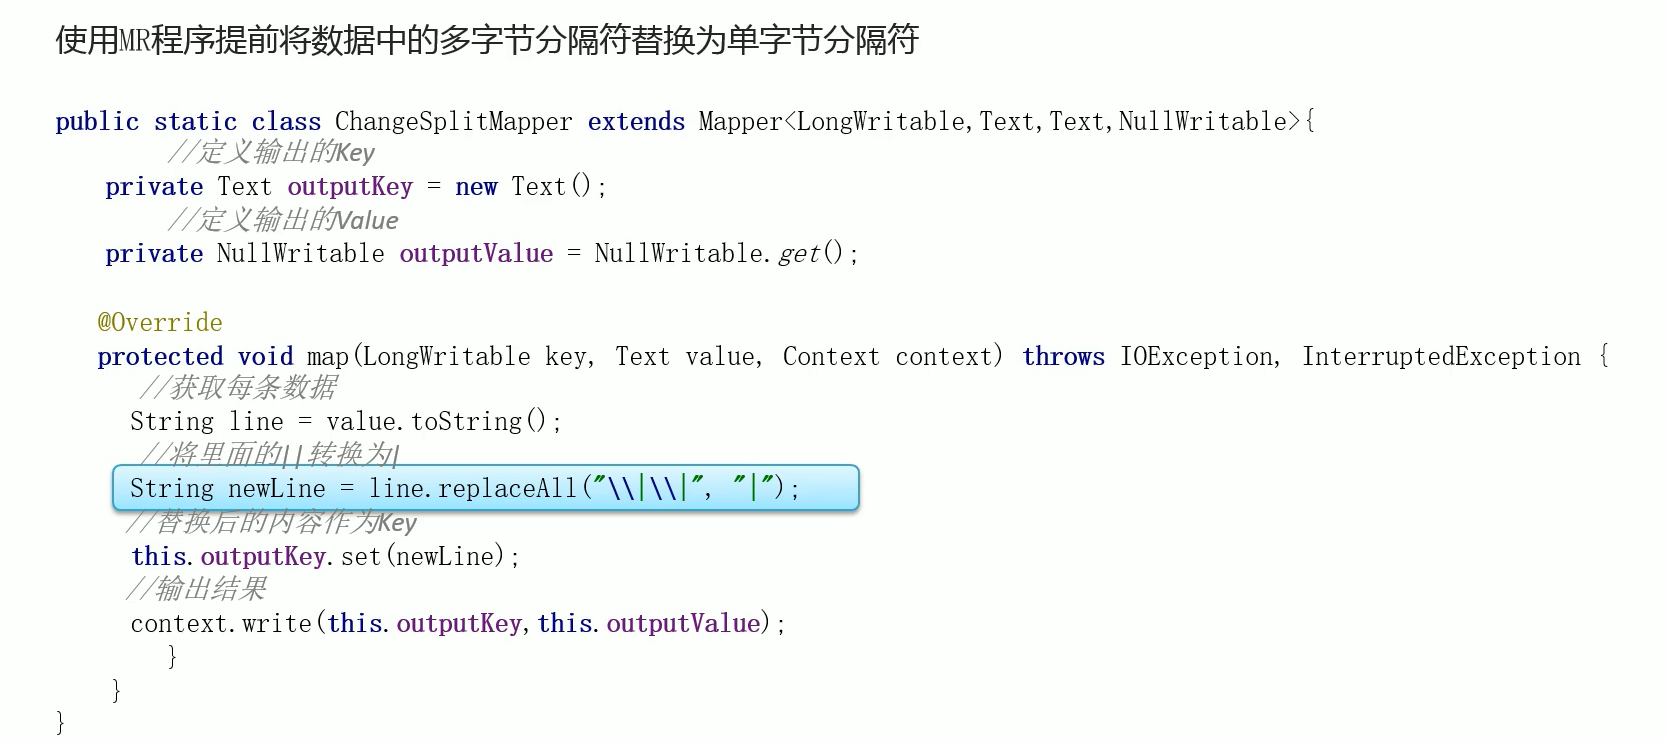 使用MR程序提前将数据中的多字节分隔符替换为单字节分隔符
public static class ChangeSplitMapper extends Mapper<LongWritable,Text,Text,NullWritable>{
//定义输出的Key
private Text outputKey = new Text();
//定义输出的Value
private NullWritable outputValue = NullWritable.get();
@Override
protected void map(LongWritable key, Text value, Context context) throws IOException, InterruptedException {
//获取每条数据
String line = value.toString();
//将里面的||转换为|
String newLine = line.replaceAll("\\|\\|", "|");
//替换后的内容作为Key
this.outputKey.set(newLine);
//输出结果
context.write(this.outputKey,this.outputValue);
}
}
}